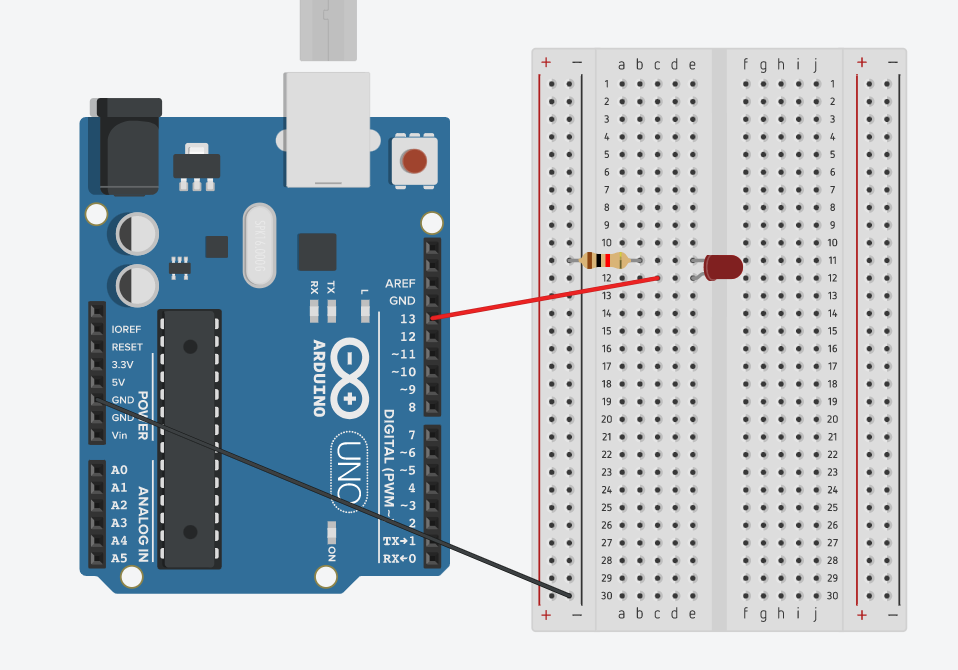 RX
TX
L
ARDUINO
UNO
ON
IOREF
RESET
3.3V
5V
GND
GND
Vin
POWER
A0
A1
A2
A3
A4
A5
ANALOG IN
AREF
GND
13
12
~11
~10
~9
8
7
~6
~5
4
~3
2
TX→1
RX←0
DIGITAL (PWM~)
+ − a b c d e f g h i j + −
1 1
2 2
3 3
4 4
5 5
6 6
7 7
8 8
9 9
10 10
11 11
12 12
13 13
14 14
15 15
16 16
17 17
18 18
19 19
20 20
21 21
22 22
23 23
24 24
25 25
26 26
27 27
28 28
29 29
30 30
+ − a b c d e f g h i j + −